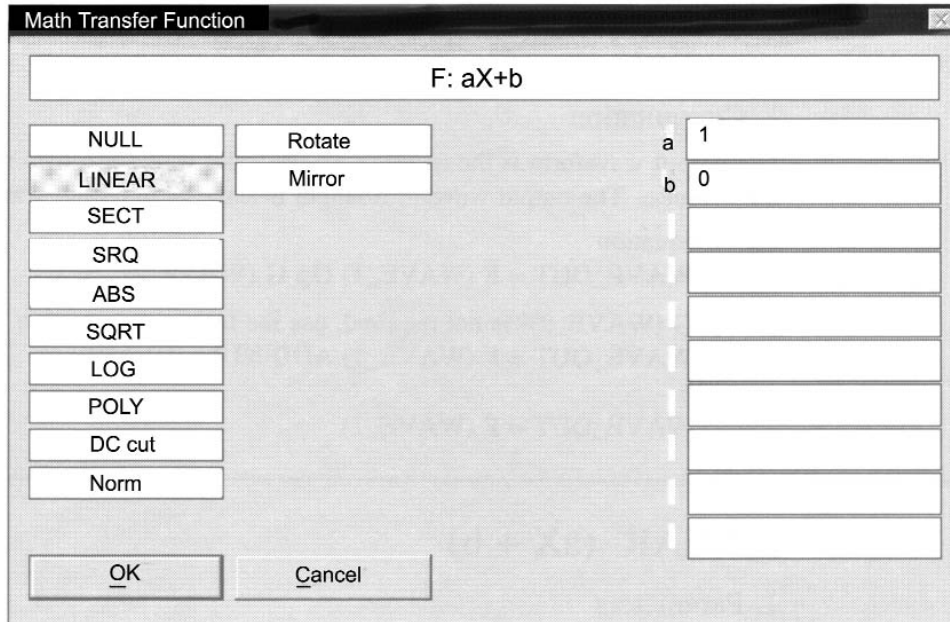 Math Transfer Function
F: aX+b
NULL
Rotate
a
1
LINEAR
Mirror
b
0
SECT
SRQ
ABS
SQRT
LOG
POLY
DC cut
Norm
OK
Cancel